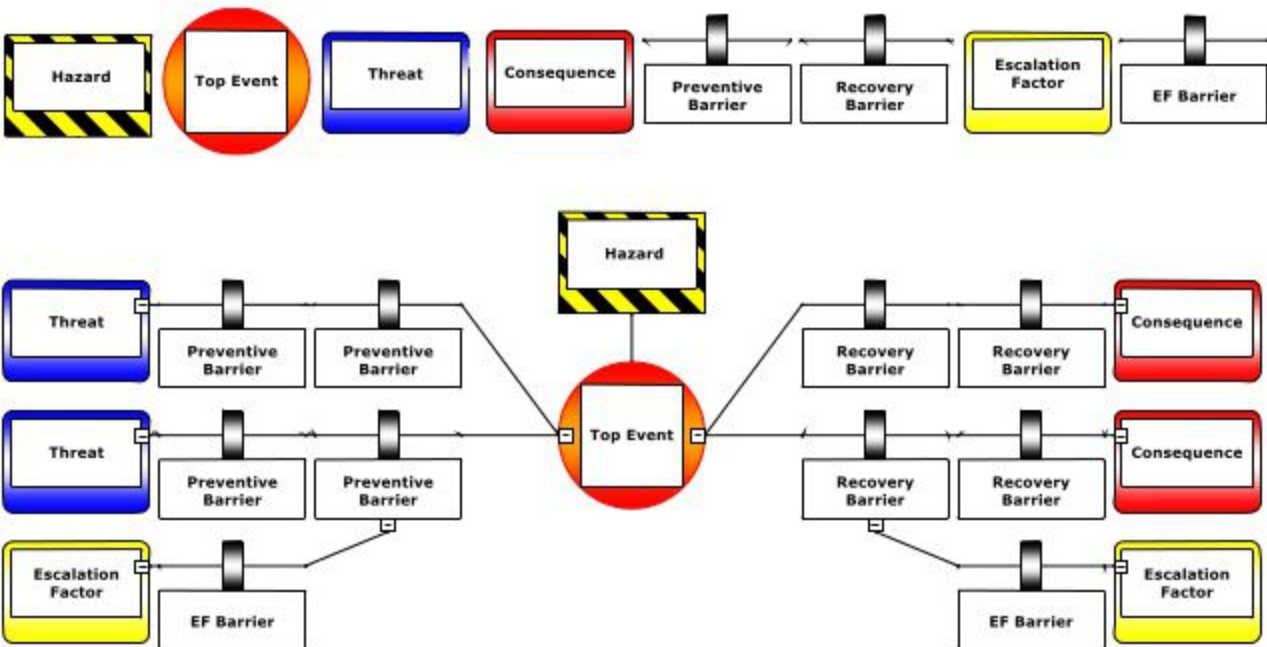 Hazard
Top Event
Threat
Consequence
Preventive
Barrier
Recovery
Barrier
Escalation
Factor
EF Barrier
Hazard
Threat
Preventive
Barrier
Preventive
Barrier
Recovery
Barrier
Recovery
Barrier
Consequence
Top Event
Threat
Preventive
Barrier
Preventive
Barrier
Recovery
Barrier
Recovery
Barrier
Consequence
Escalation
Factor
EF Barrier
EF Barrier
Escalation
Factor